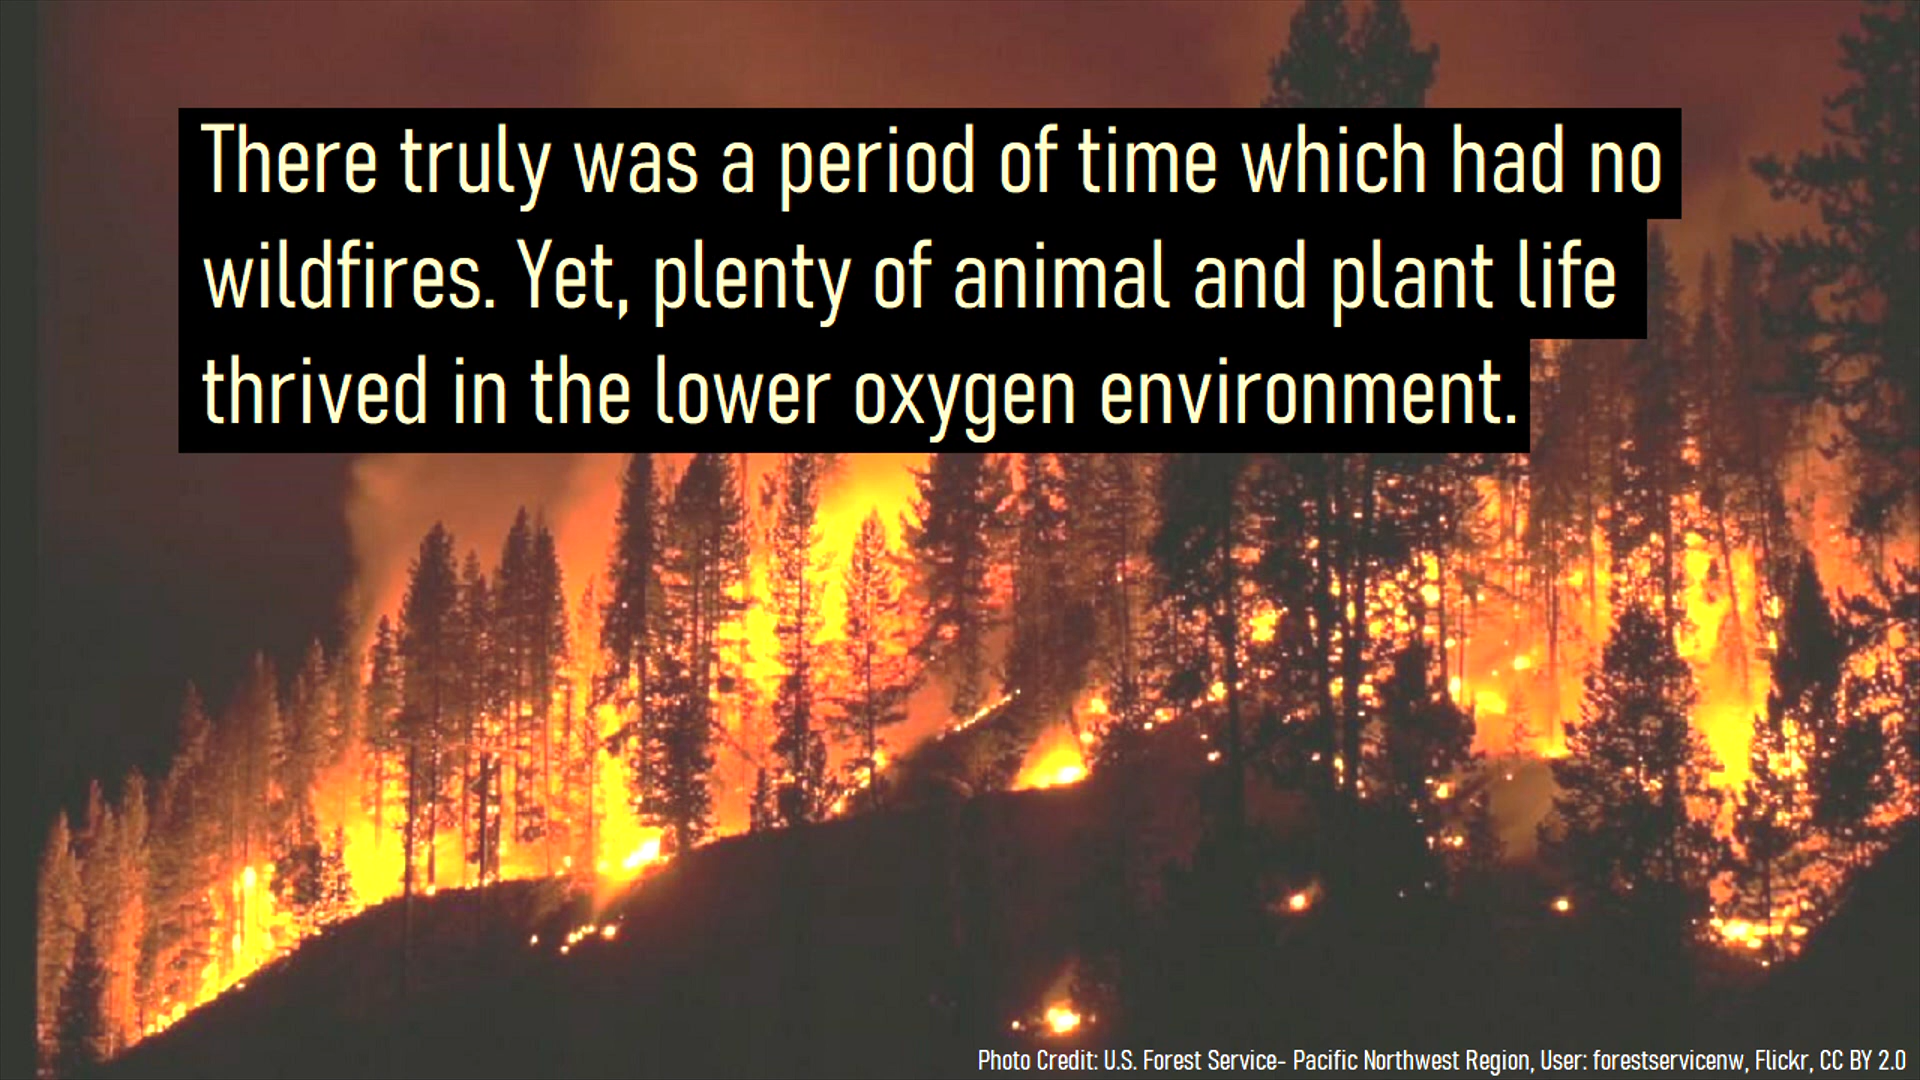 There truly was a period of time which had no
wildfires. Yet, plenty of animal and plant life
thrived in the lower oxygen environment.
Photo Credit: U.S. Forest Service- Pacific Northwest Region, User: forestservicenw, Flickr, CC BY 2.0